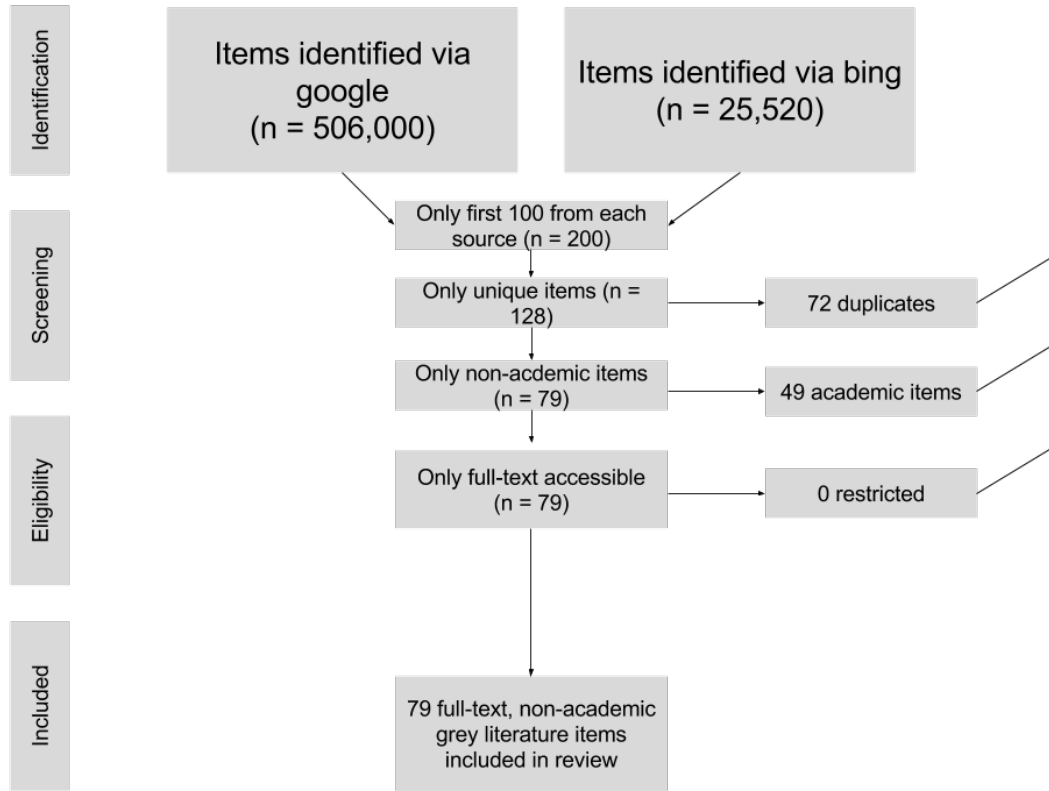 Identification
Items identified via
google
(n = 506,000)
Items identified via bing
(n = 25,520)
Screening
Only first 100 from each
source (n = 200)
Only unique items (n =
128)
72 duplicates
Only non-acdemic items
(n = 79)
49 academic items
Eligibility
Only full-text accessible
(n = 79)
0 restricted
Included
79 full-text, non-academic
grey literature items
included in review